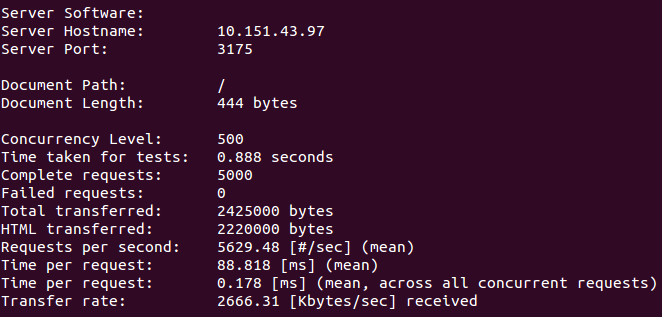 Server Software:
Server Hostname: 10.151.43.97
Server Port: 3175
Document Path: /
Document Length: 444 bytes
Concurrency Level: 500
Time taken for tests: 0.888 seconds
Complete requests: 5000
Failed requests: 0
Total transferred: 2425000 bytes
HTML transferred: 2220000 bytes
Requests per second: 5629.48 [#/sec] (mean)
Time per request: 88.818 [ms] (mean)
Time per request: 0.178 [ms] (mean, across all concurrent requests)
Transfer rate: 2666.31 [Kbytes/sec] received